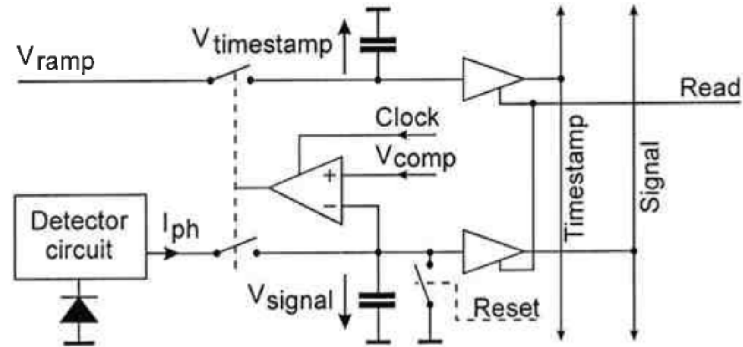 Vtimestamp
Vramp
Read
Clock
Vcomp
+
−
Timestamp
Signal
Detector
circuit
Iph
Vsignal
Reset